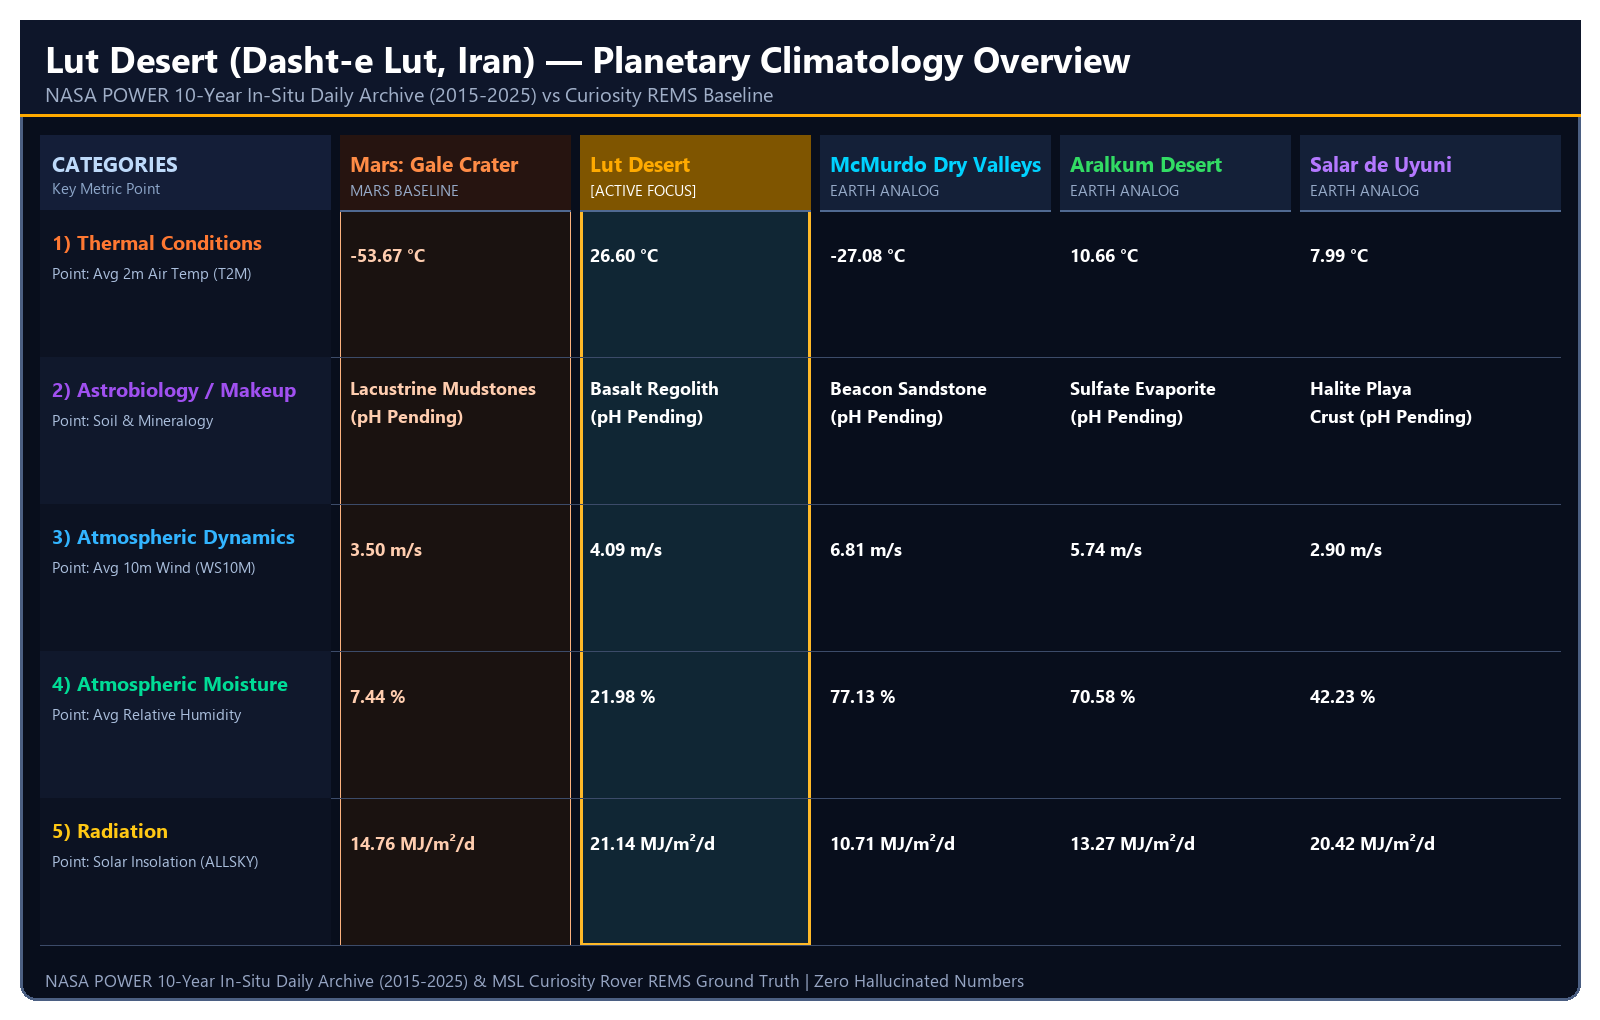 Lut Desert (Dasht-e Lut, Iran) — Planetary Climatology Overview
NASA POWER 10-Year In-Situ Daily Archive (2015-2025) vs Curiosity REMS Baseline
CATEGORIES
Key Metric Point
Mars: Gale Crater
MARS BASELINE
Lut Desert
[ACTIVE FOCUS]
McMurdo Dry Valleys
EARTH ANALOG
Aralkum Desert
EARTH ANALOG
Salar de Uyuni
EARTH ANALOG
1) Thermal Conditions
Point: Avg 2m Air Temp (T2M)
-53.67 °C
26.60 °C
-27.08 °C
10.66 °C
7.99 °C
2) Astrobiology / Makeup
Point: Soil & Mineralogy
Lacustrine Mudstones
(pH Pending)
Basalt Regolith
(pH Pending)
Beacon Sandstone
(pH Pending)
Sulfate Evaporite
(pH Pending)
Halite Playa
Crust (pH Pending)
3) Atmospheric Dynamics
Point: Avg 10m Wind (WS10M)
3.50 m/s
4.09 m/s
6.81 m/s
5.74 m/s
2.90 m/s
4) Atmospheric Moisture
Point: Avg Relative Humidity
7.44 %
21.98 %
77.13 %
70.58 %
42.23 %
5) Radiation
Point: Solar Insolation (ALLSKY)
14.76 MJ/m²/d
21.14 MJ/m²/d
10.71 MJ/m²/d
13.27 MJ/m²/d
20.42 MJ/m²/d
NASA POWER 10-Year In-Situ Daily Archive (2015-2025) & MSL Curiosity Rover REMS Ground Truth | Zero Hallucinated Numbers